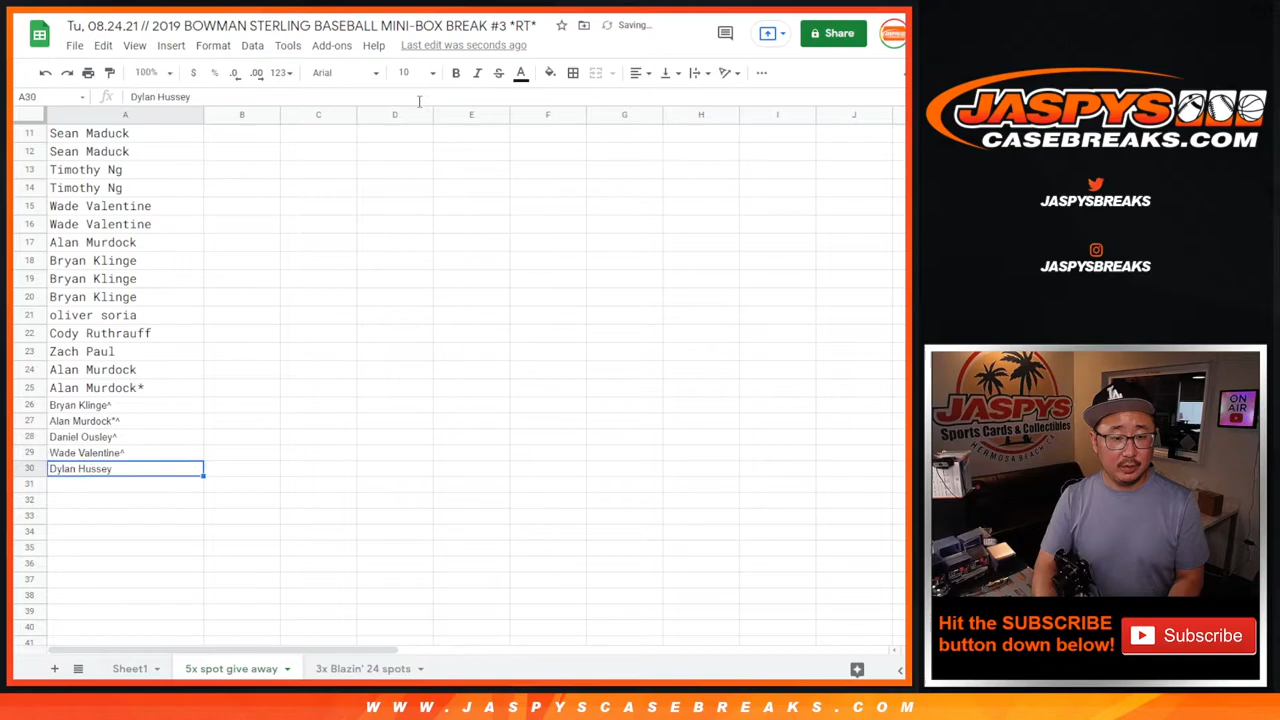 Tu, 08.24.21 // 2019 BOWMAN STERLING BASEBALL MINI-BOX BREAK #3 *RT*
Saving...
File Edit View Insert Format Data Tools Add-ons Help Last edit was seconds ago
Share
100% $ % .0 .00 123 Arial 10 B I S A
A30 fx Dylan Hussey
A B C D E F G H I J
11 Sean Maduck
12 Sean Maduck
13 Timothy Ng
14 Timothy Ng
15 Wade Valentine
16 Wade Valentine
17 Alan Murdock
18 Bryan Klinge
19 Bryan Klinge
20 Bryan Klinge
21 oliver soria
22 Cody Ruthrauff
23 Zach Paul
24 Alan Murdock
25 Alan Murdock*
26 Bryan Klinge^
27 Alan Murdock*^
28 Daniel Ousley^
29 Wade Valentine^
30 Dylan Hussey
31
32
33
34
35
36
37
38
39
40
41
Sheet1 5x spot give away 3x Blazin' 24 spots
JASPYS
CASEBREAKS.COM
JASPYSBREAKS
JASPYSBREAKS
JASPYS
Sports Cards & Collectibles
HERMOSA BEACH, CA
ON AIR
LA
Hit the SUBSCRIBE
button down below!
Subscribe
WWW.JASPYSCASEBREAKS.COM